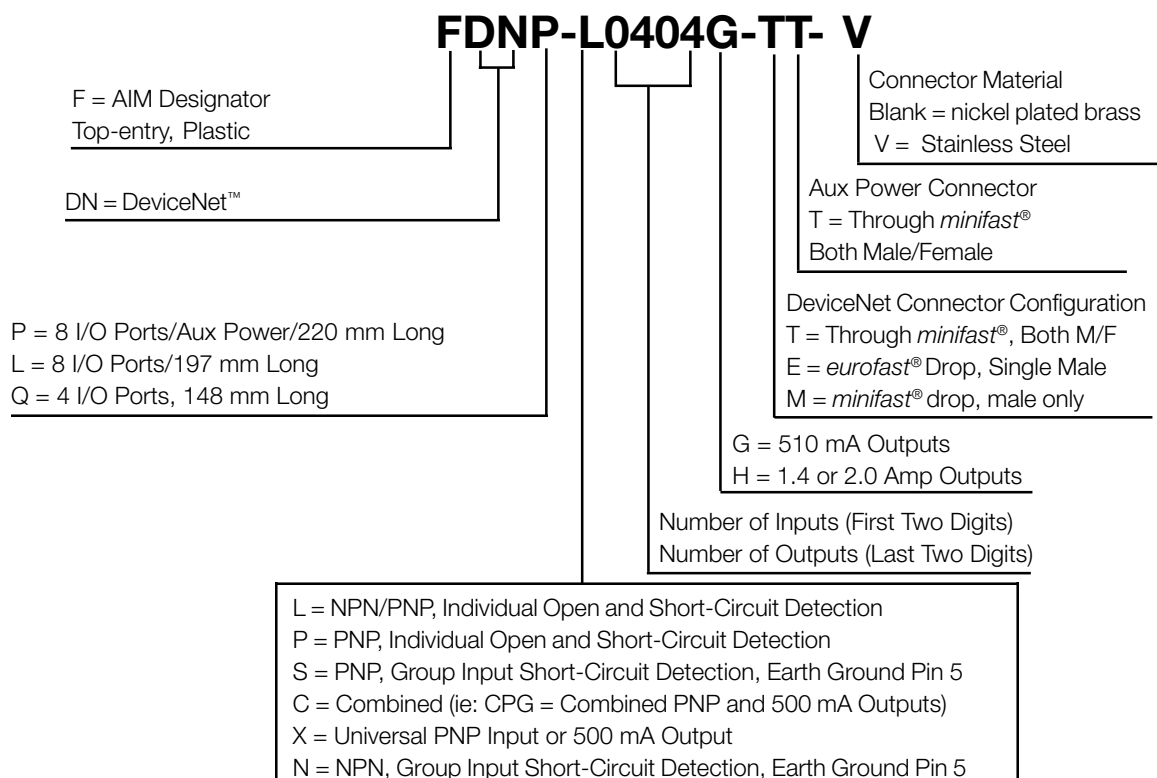 FDNP-L0404G-TT- V
F = AIM Designator
Top-entry, Plastic
DN = DeviceNet™
P = 8 I/O Ports/Aux Power/220 mm Long
L = 8 I/O Ports/197 mm Long
Q = 4 I/O Ports, 148 mm Long
Connector Material
Blank = nickel plated brass
V = Stainless Steel
Aux Power Connector
T = Through minifast®
Both Male/Female
DeviceNet Connector Configuration
T = Through minifast®, Both M/F
E = eurofast® Drop, Single Male
M = minifast® drop, male only
G = 510 mA Outputs
H = 1.4 or 2.0 Amp Outputs
Number of Inputs (First Two Digits)
Number of Outputs (Last Two Digits)
L = NPN/PNP, Individual Open and Short-Circuit Detection
P = PNP, Individual Open and Short-Circuit Detection
S = PNP, Group Input Short-Circuit Detection, Earth Ground Pin 5
C = Combined (ie: CPG = Combined PNP and 500 mA Outputs)
X = Universal PNP Input or 500 mA Output
N = NPN, Group Input Short-Circuit Detection, Earth Ground Pin 5